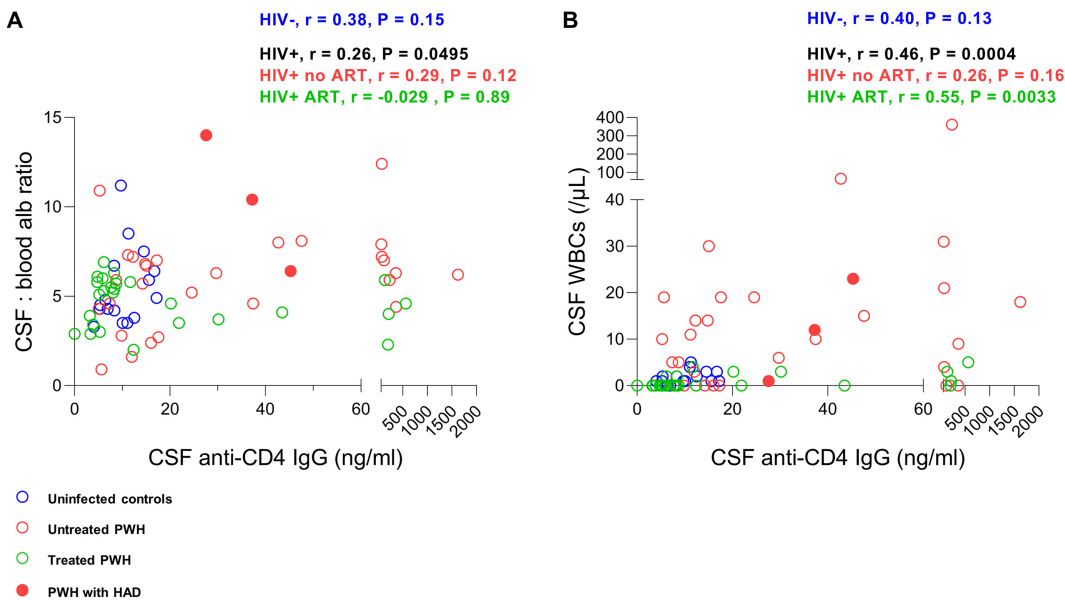 A
HIV-, r = 0.38, P = 0.15
HIV+, r = 0.26, P = 0.0495
HIV+ no ART, r = 0.29, P = 0.12
HIV+ ART, r = -0.029 , P = 0.89
15
10
5
0
CSF : blood alb ratio
0
20
40
60
500
1000
1500
2000
CSF anti-CD4 IgG (ng/ml)
B
HIV-, r = 0.40, P = 0.13
HIV+, r = 0.46, P = 0.0004
HIV+ no ART, r = 0.26, P = 0.16
HIV+ ART, r = 0.55, P = 0.0033
400
300
200
100
40
30
20
10
0
CSF WBCs (/µL)
0
20
40
60
500
1000
1500
2000
CSF anti-CD4 IgG (ng/ml)
Uninfected controls
Untreated PWH
Treated PWH
PWH with HAD